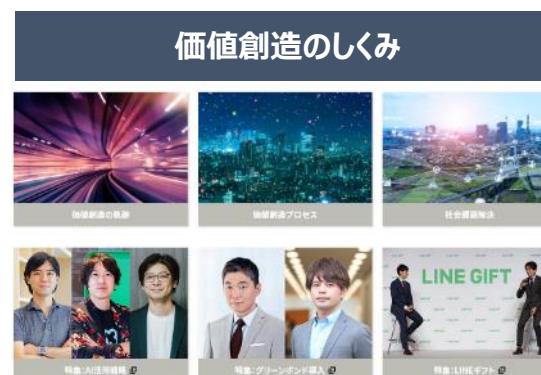 価値創造のしくみ
価値創造の軌跡
価値創造プロセス
社会課題解決
LINE GIFT
特集:AI活用戦略
特集:グリーンボンド導入
特集:LINEギフト